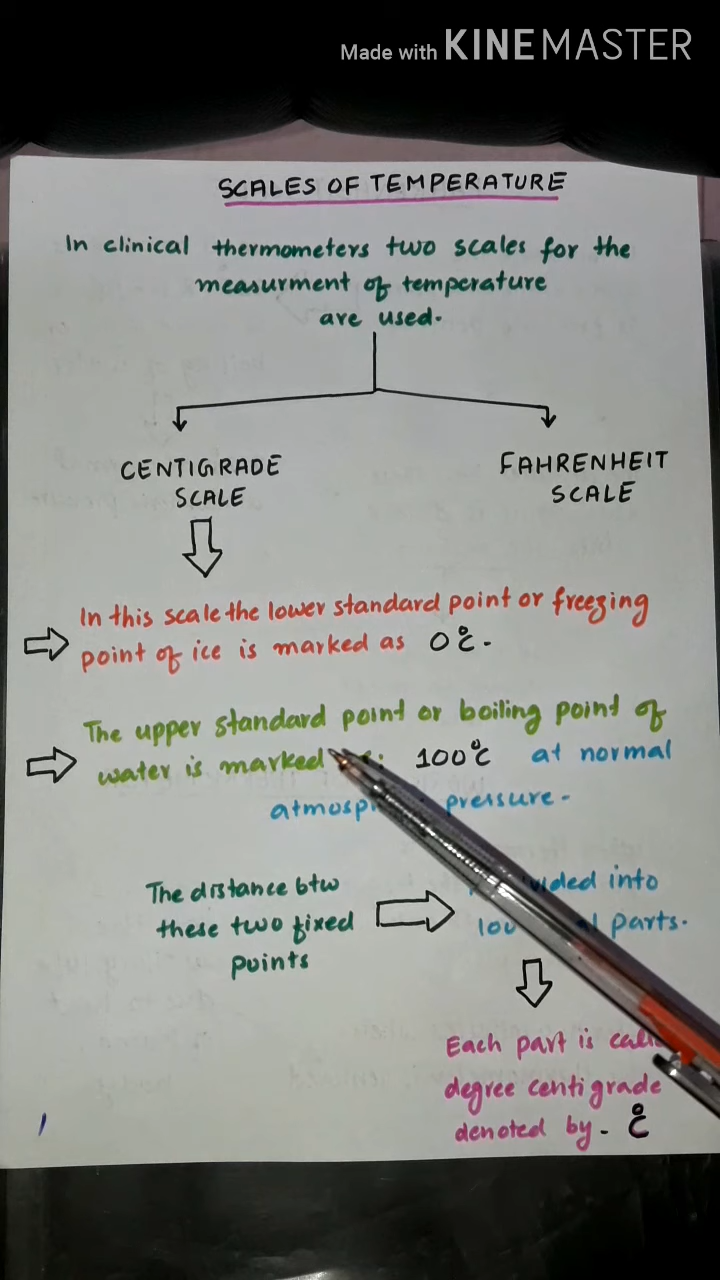 Made with KINEMASTER
SCALES OF TEMPERATURE
In clinical thermometers two scales for the
measurment of temperature
are used.
CENTIGRADE
SCALE
FAHRENHEIT
SCALE
In this scale the lower standard point or freezing
point of ice is marked as 0°C.
The upper standard point or boiling point of
water is marked 100°C at normal
pressure.
The distance btw
these two fixed
points
into
parts.
Each part is
degree centigrade
denoted by. °C